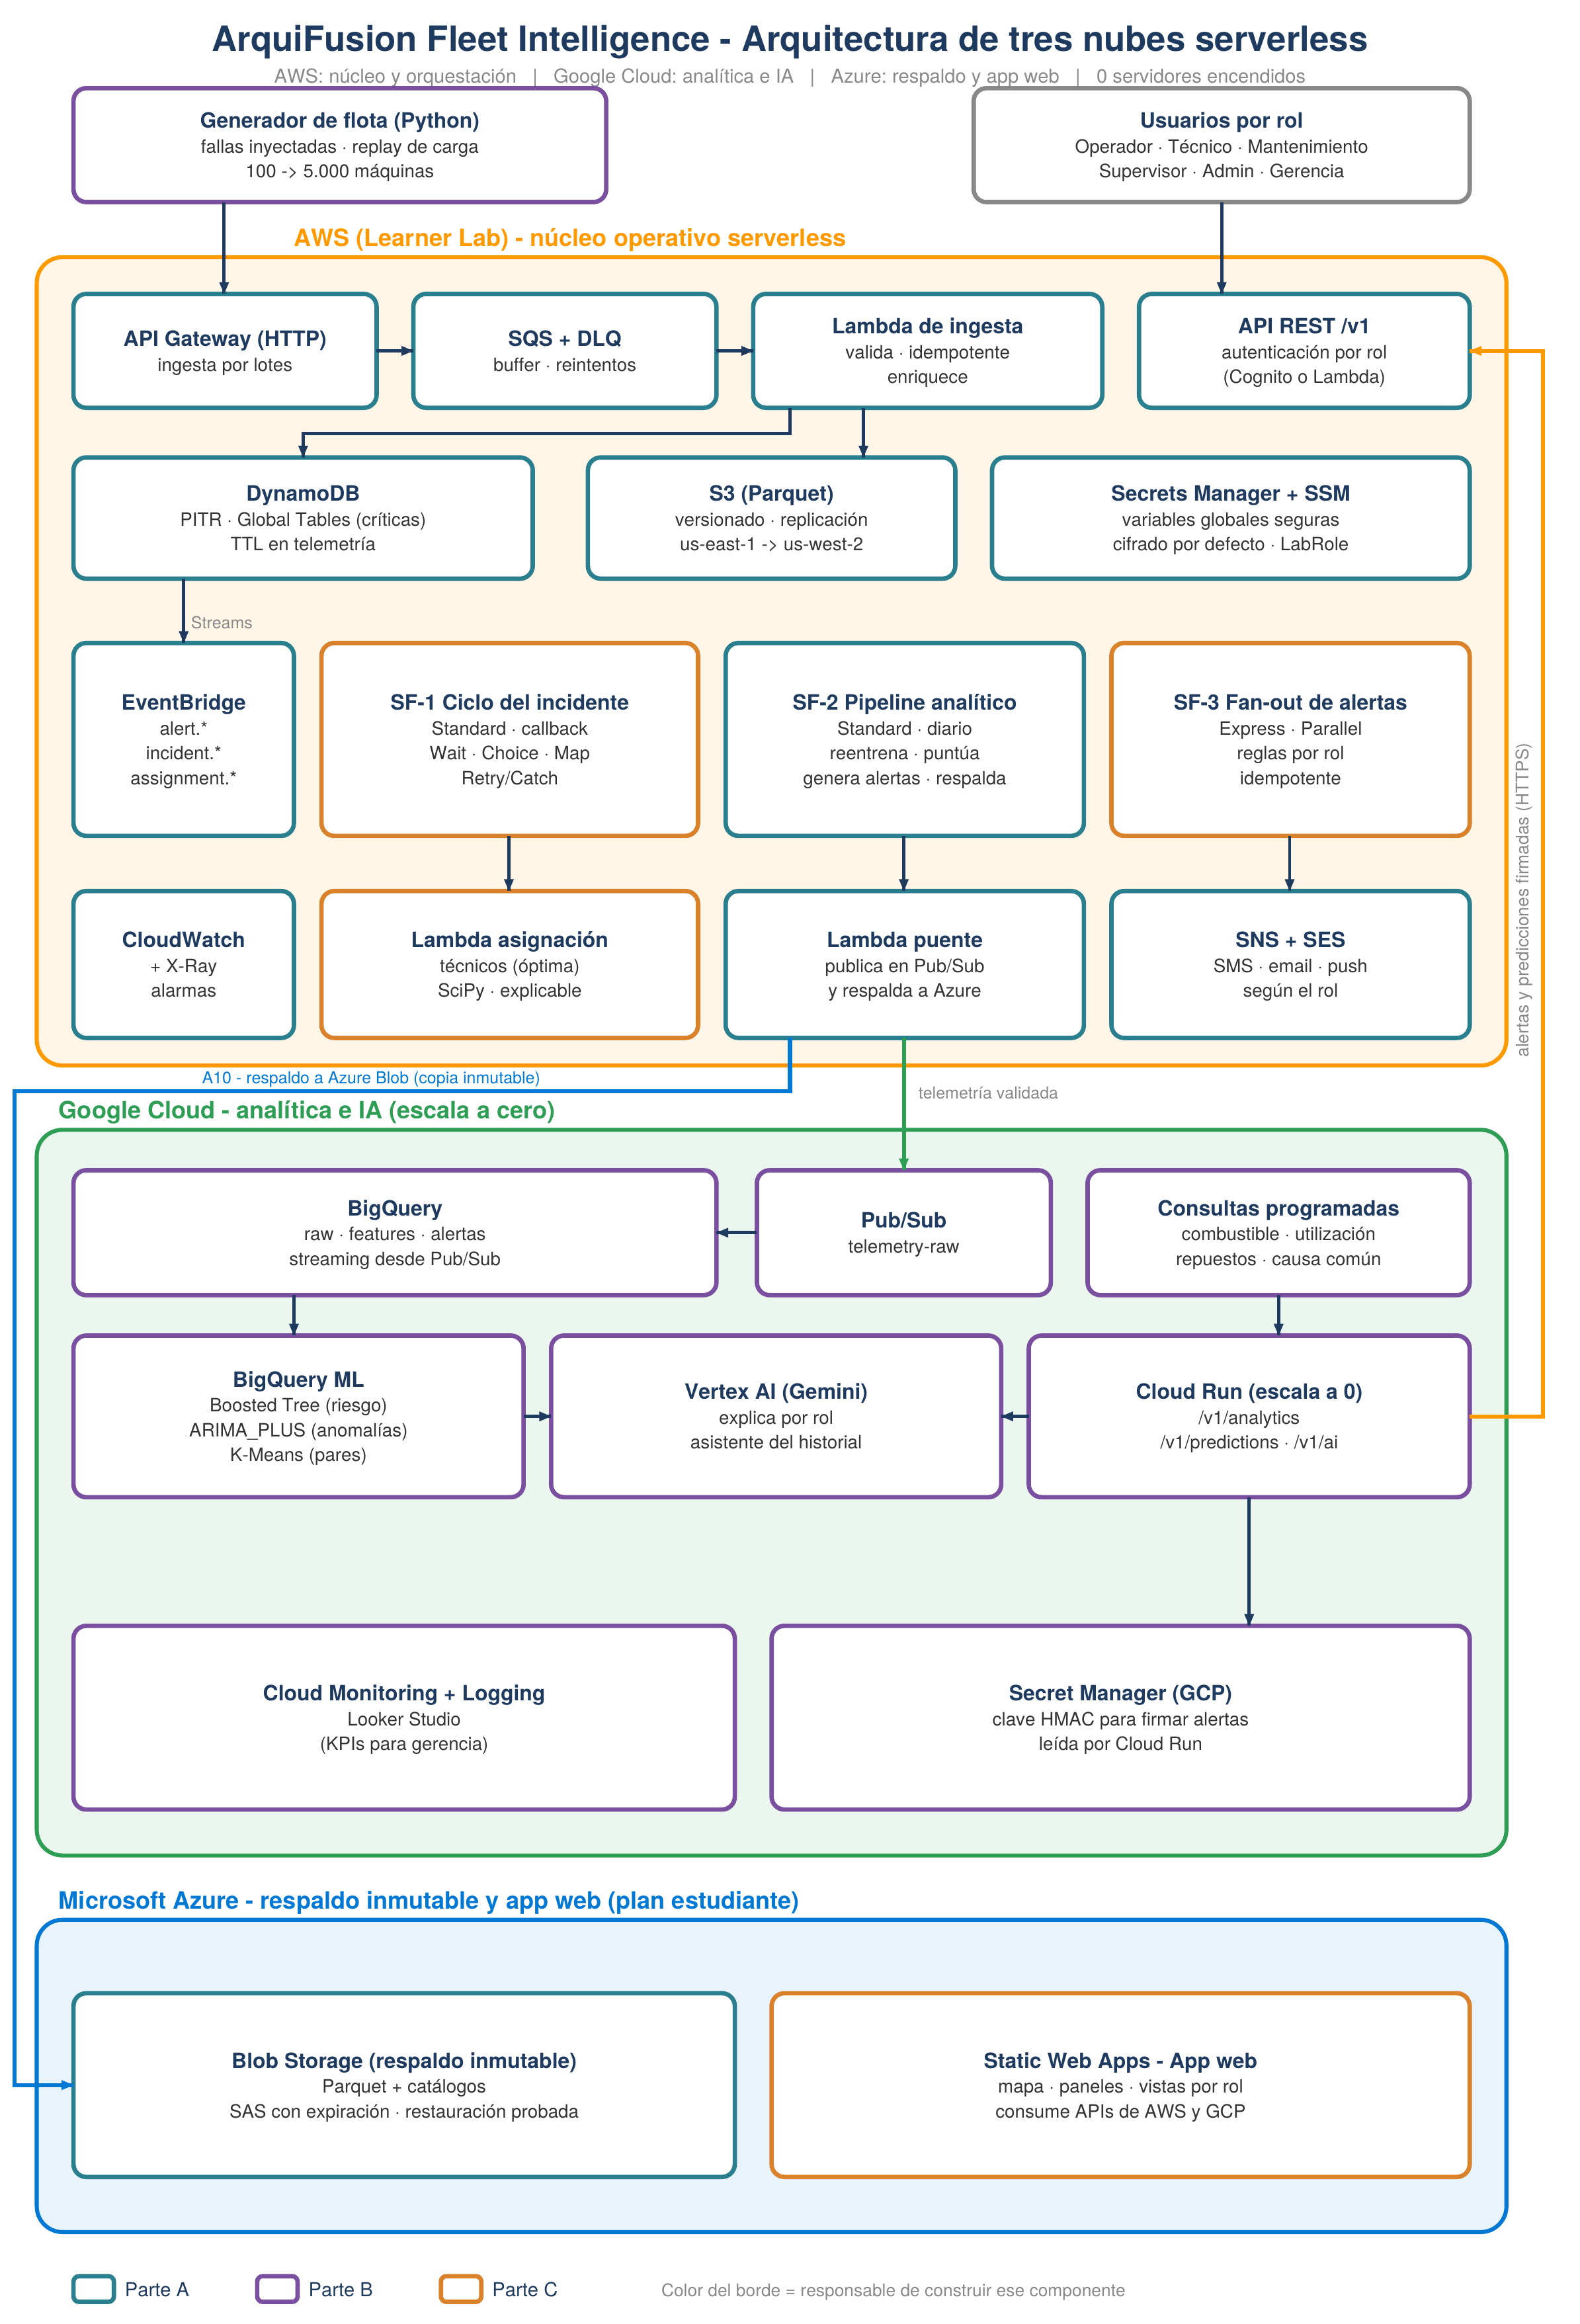 ArquiFusion Fleet Intelligence - Arquitectura de tres nubes serverless
AWS: núcleo y orquestación | Google Cloud: analítica e IA | Azure: respaldo y app web | 0 servidores encendidos
Generador de flota (Python)
fallas inyectadas · replay de carga
100 -> 5.000 máquinas
Usuarios por rol
Operador · Técnico · Mantenimiento
Supervisor · Admin · Gerencia
AWS (Learner Lab) - núcleo operativo serverless
API Gateway (HTTP)
ingesta por lotes
SQS + DLQ
buffer · reintentos
Lambda de ingesta
valida · idempotente
enriquece
API REST /v1
autenticación por rol
(Cognito o Lambda)
DynamoDB
PITR · Global Tables (críticas)
TTL en telemetría
S3 (Parquet)
versionado · replicación
us-east-1 -> us-west-2
Secrets Manager + SSM
variables globales seguras
cifrado por defecto · LabRole
Streams
EventBridge
alert.*
incident.*
assignment.*
SF-1 Ciclo del incidente
Standard · callback
Wait · Choice · Map
Retry/Catch
SF-2 Pipeline analítico
Standard · diario
reentrena · puntúa
genera alertas · respalda
SF-3 Fan-out de alertas
Express · Parallel
reglas por rol
idempotente
alertas y predicciones firmadas (HTTPS)
CloudWatch
+ X-Ray
alarmas
Lambda asignación
técnicos (óptima)
SciPy · explicable
Lambda puente
publica en Pub/Sub
y respalda a Azure
SNS + SES
SMS · email · push
según el rol
A10 - respaldo a Azure Blob (copia inmutable)
telemetría validada
Google Cloud - analítica e IA (escala a cero)
BigQuery
raw · features · alertas
streaming desde Pub/Sub
Pub/Sub
telemetry-raw
Consultas programadas
combustible · utilización
repuestos · causa común
BigQuery ML
Boosted Tree (riesgo)
ARIMA_PLUS (anomalías)
K-Means (pares)
Vertex AI (Gemini)
explica por rol
asistente del historial
Cloud Run (escala a 0)
/v1/analytics
/v1/predictions · /v1/ai
Cloud Monitoring + Logging
Looker Studio
(KPIs para gerencia)
Secret Manager (GCP)
clave HMAC para firmar alertas
leída por Cloud Run
Microsoft Azure - respaldo inmutable y app web (plan estudiante)
Blob Storage (respaldo inmutable)
Parquet + catálogos
SAS con expiración · restauración probada
Static Web Apps - App web
mapa · paneles · vistas por rol
consume APIs de AWS y GCP
Parte A
Parte B
Parte C
Color del borde = responsable de construir ese componente